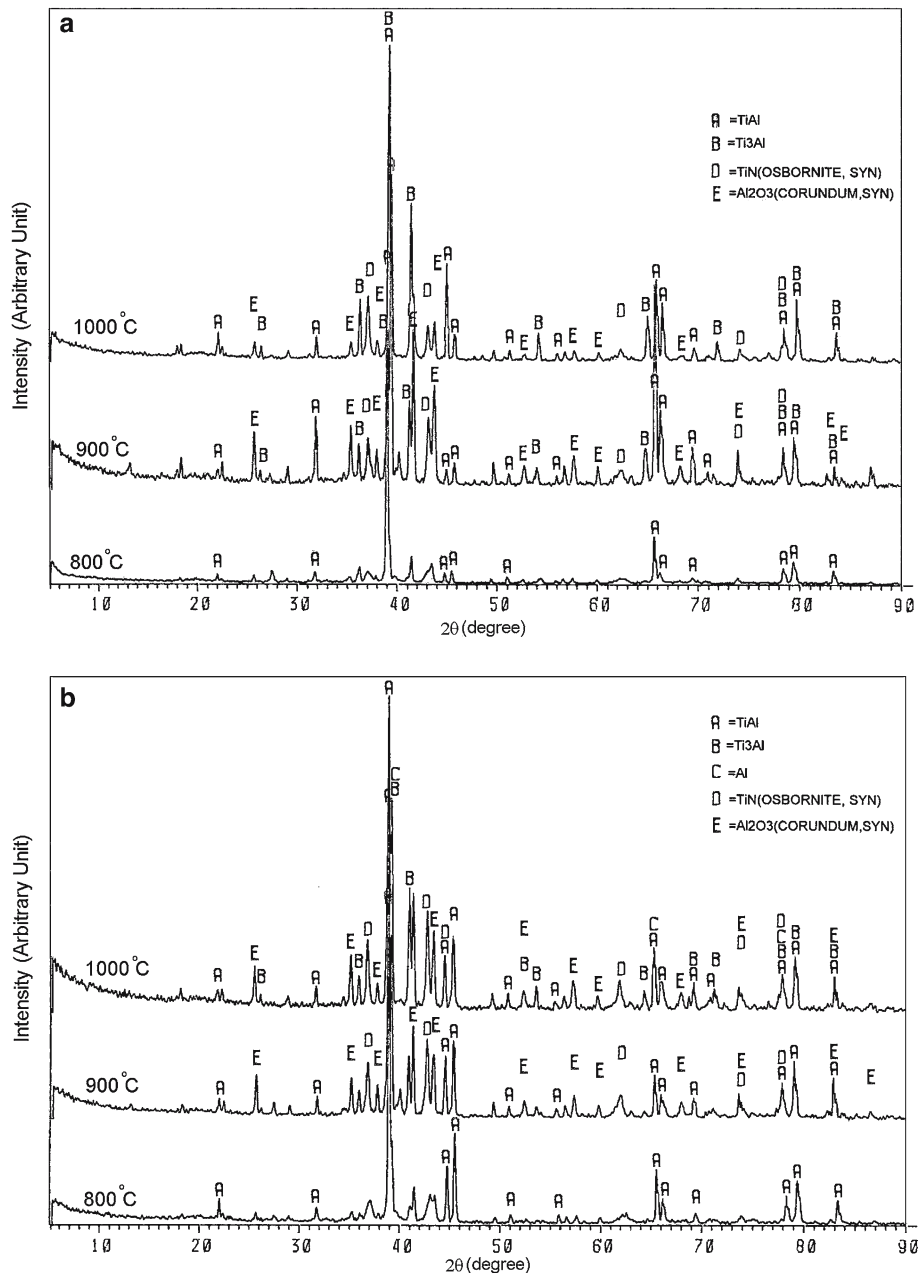 a
Intensity (Arbitrary Unit)
B
A
D
A =TiAl
B =Ti3Al
D =TiN(OSBORNITE, SYN)
E =Al2O3(CORUNDUM,SYN)
1000°C
A E B A E B D E B B D E A A A E B A E E D B A A E A B D D B A B A B A
900°C
A E B A E B D E B D E A A A E B A E E D B A A E A A E D D B A B A E B A E
800°C
A A A A A A A A A A A
10 30 40 50 60 70 80 90
2θ (degree)
b
Intensity (Arbitrary Unit)
A
C
B
A =TiAl
B =Ti3Al
C =Al
D =TiN(OSBORNITE, SYN)
E =Al2O3(CORUNDUM,SYN)
1000°C
A E B A E B D E B D E D A A A E B B A E E D B C A A E B A A B E D D C B A B A E B A
900°C
A E A E D E E D E A A A E A E E D A A E A E D D A A E A E
800°C
A A A A A A A A A A A A
10 30 40 50 60 70 80 90
2θ (degree)